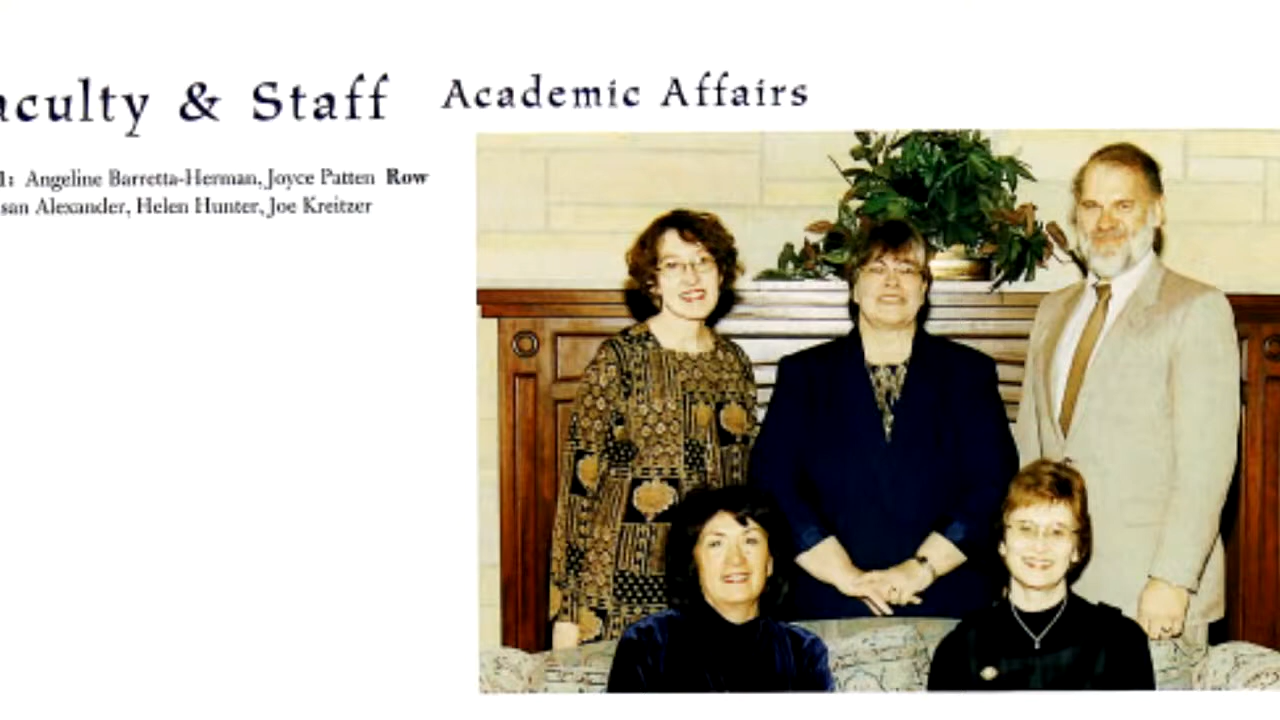 aculty & Staff
Academic Affairs
1: Angeline Barretta-Herman, Joyce Patten Row
san Alexander, Helen Hunter, Joe Kreitzer